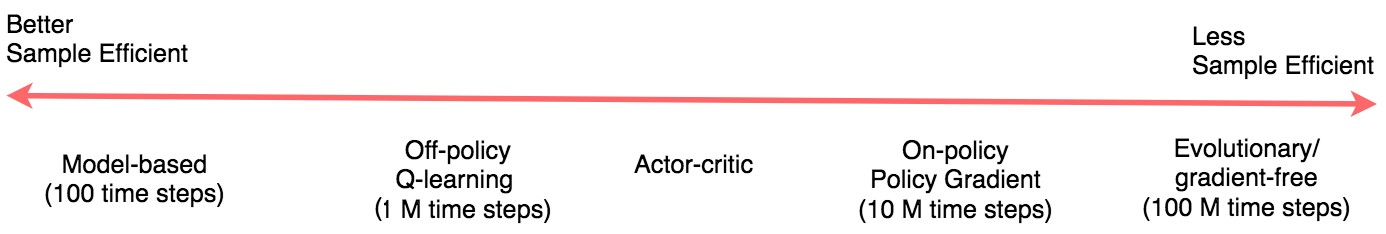 Better
Sample Efficient
Less
Sample Efficient
Model-based
(100 time steps)
Off-policy
Q-learning
(1 M time steps)
Actor-critic
On-policy
Policy Gradient
(10 M time steps)
Evolutionary/
gradient-free
(100 M time steps)